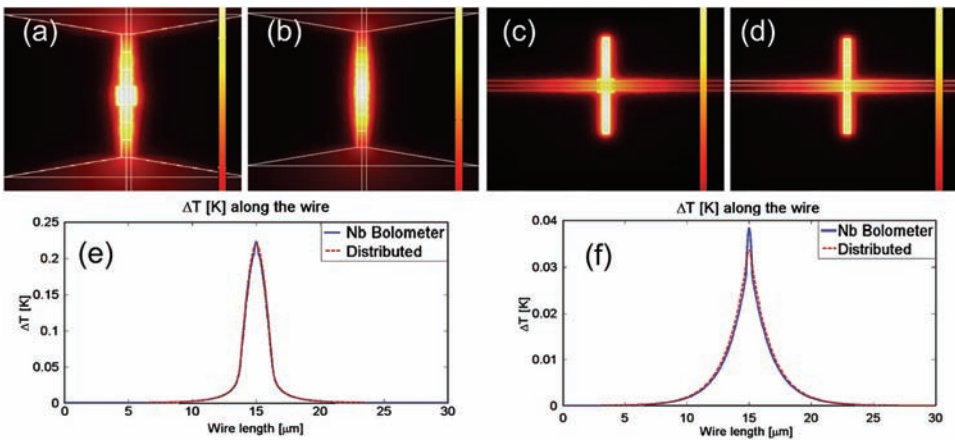 (a)
(b)
(c)
(d)
ΔT [K] along the wire
0.25
0.2
0.15
0.1
0.05
0
ΔT [K]
(e)
Nb Bolometer
Distributed
0 5 10 15 20 25 30
Wire length [μm]
ΔT [K] along the wire
0.04
0.03
0.02
0.01
0
ΔT [K]
(f)
Nb Bolometer
Distributed
0 5 10 15 20 25 30
Wire length [μm]